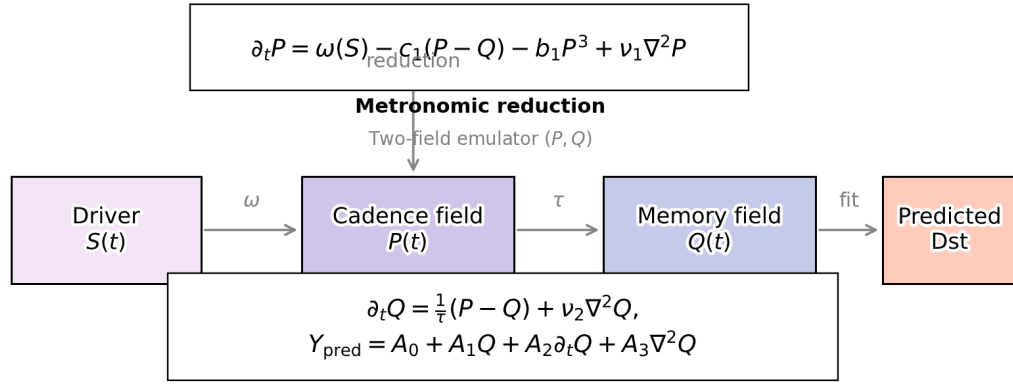 ∂ₜP = ω(S) − c₁(P − Q) − b₁P³ + ν₁∇²P
reduction
Metronomic reduction
Two-field emulator (P, Q)
Driver
S(t)
ω
Cadence field
P(t)
τ
Memory field
Q(t)
fit
Predicted
Dst
∂ₜQ = 1/τ (P − Q) + ν₂∇²Q,
Y_pred = A₀ + A₁Q + A₂∂ₜQ + A₃∇²Q